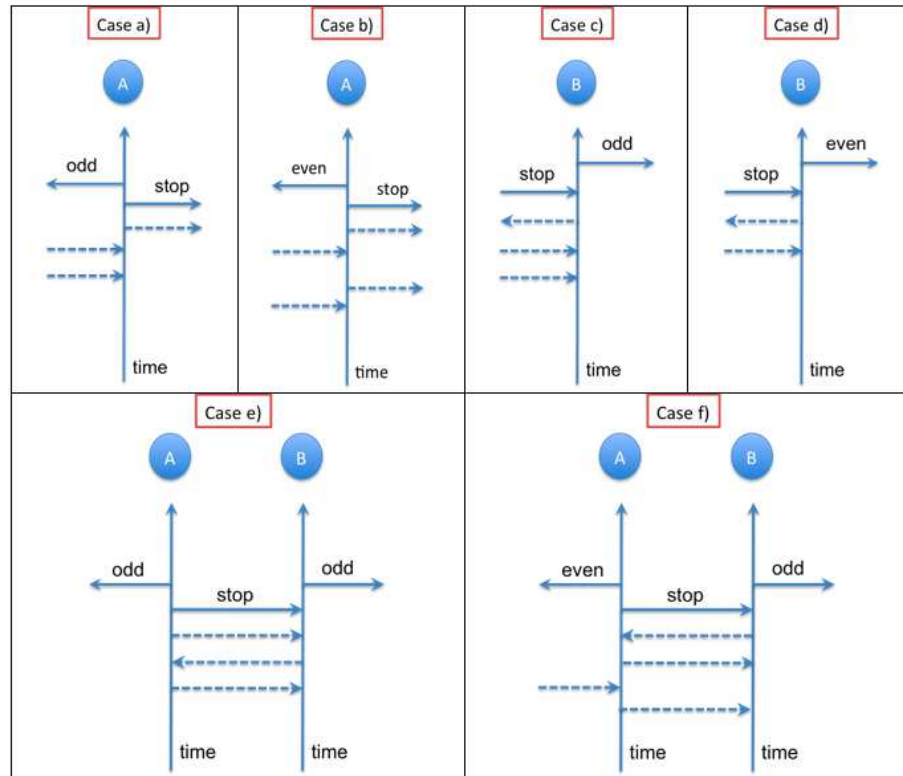 Case a)
A
odd
stop
time
Case b)
A
even
stop
time
Case c)
B
odd
stop
time
Case d)
B
even
stop
time
Case e)
A
B
odd
odd
stop
time
time
Case f)
A
B
even
odd
stop
time
time